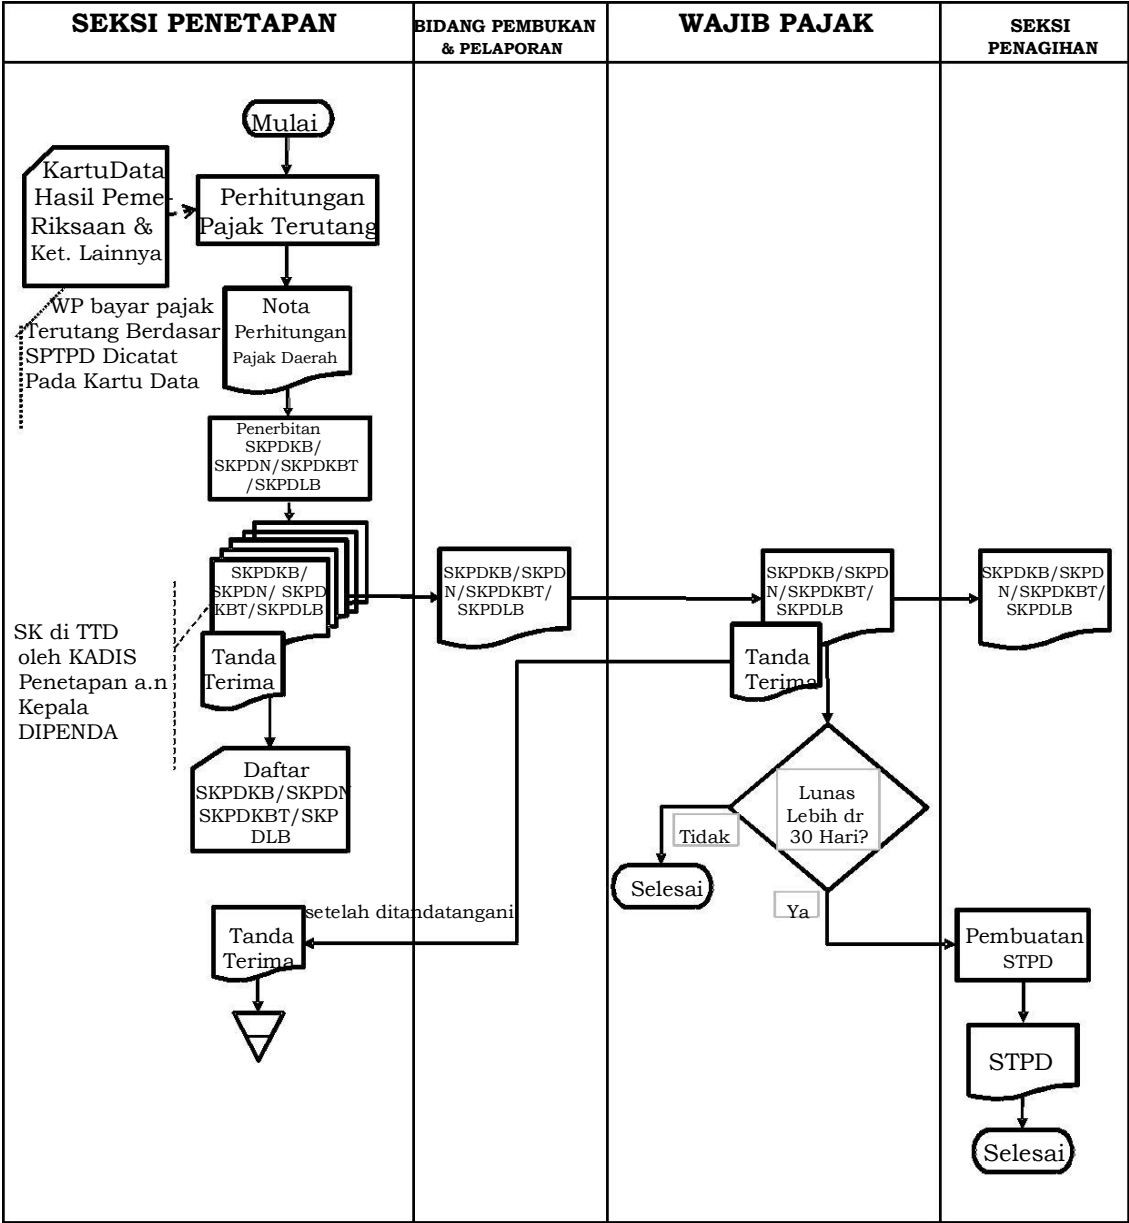 SEKSI PENETAPAN
BIDANG PEMBUKAN
& PELAPORAN
WAJIB PAJAK
SEKSI
PENAGIHAN
Mulai
KartuData
Hasil Peme-
Riksaan &
Ket. Lainnya
Perhitungan
Pajak Terutang
WP bayar pajak
Terutang Berdasar
SPTPD Dicatat
Pada Kartu Data
Nota
Perhitungan
Pajak Daerah
Penerbitan
SKPDKB/
SKPDN/SKPDKBT
/SKPDLB
SKPDKB/
SKPDN/ SKPD
KBT/SKPDLB
Tanda
Terima
SK di TTD
oleh KADIS
Penetapan a.n
Kepala
DIPENDA
Daftar
SKPDKB/SKPDN
SKPDKBT/SKP
DLB
SKPDKB/SKPD
N/SKPDKBT/
SKPDLB
SKPDKB/SKPD
N/SKPDKBT/
SKPDLB
Tanda
Terima
SKPDKB/SKPD
N/SKPDKBT/
SKPDLB
Lunas
Lebih dr
30 Hari?
Tidak
Selesai
Ya
setelah ditandatangani
Tanda
Terima
Pembuatan
STPD
STPD
Selesai